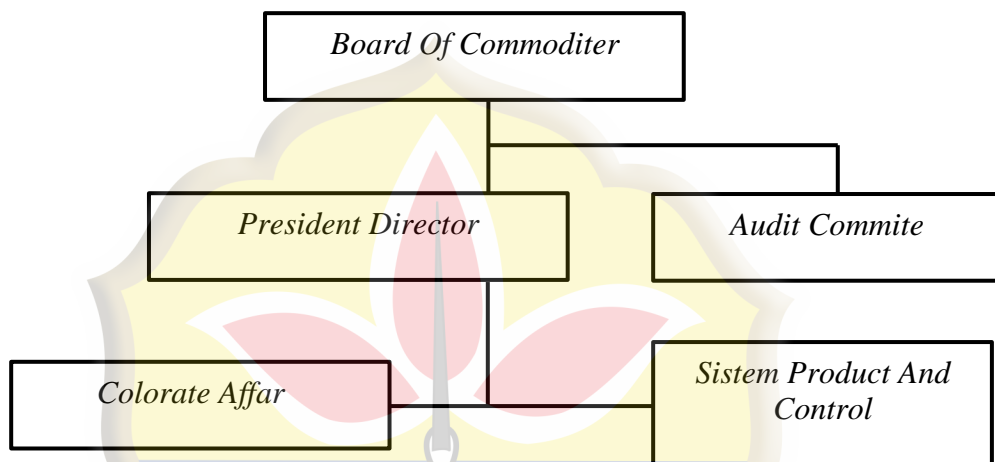 Board Of Commoditer
President Director
Audit Commite
Colorate Affar
Sistem Product And
Control